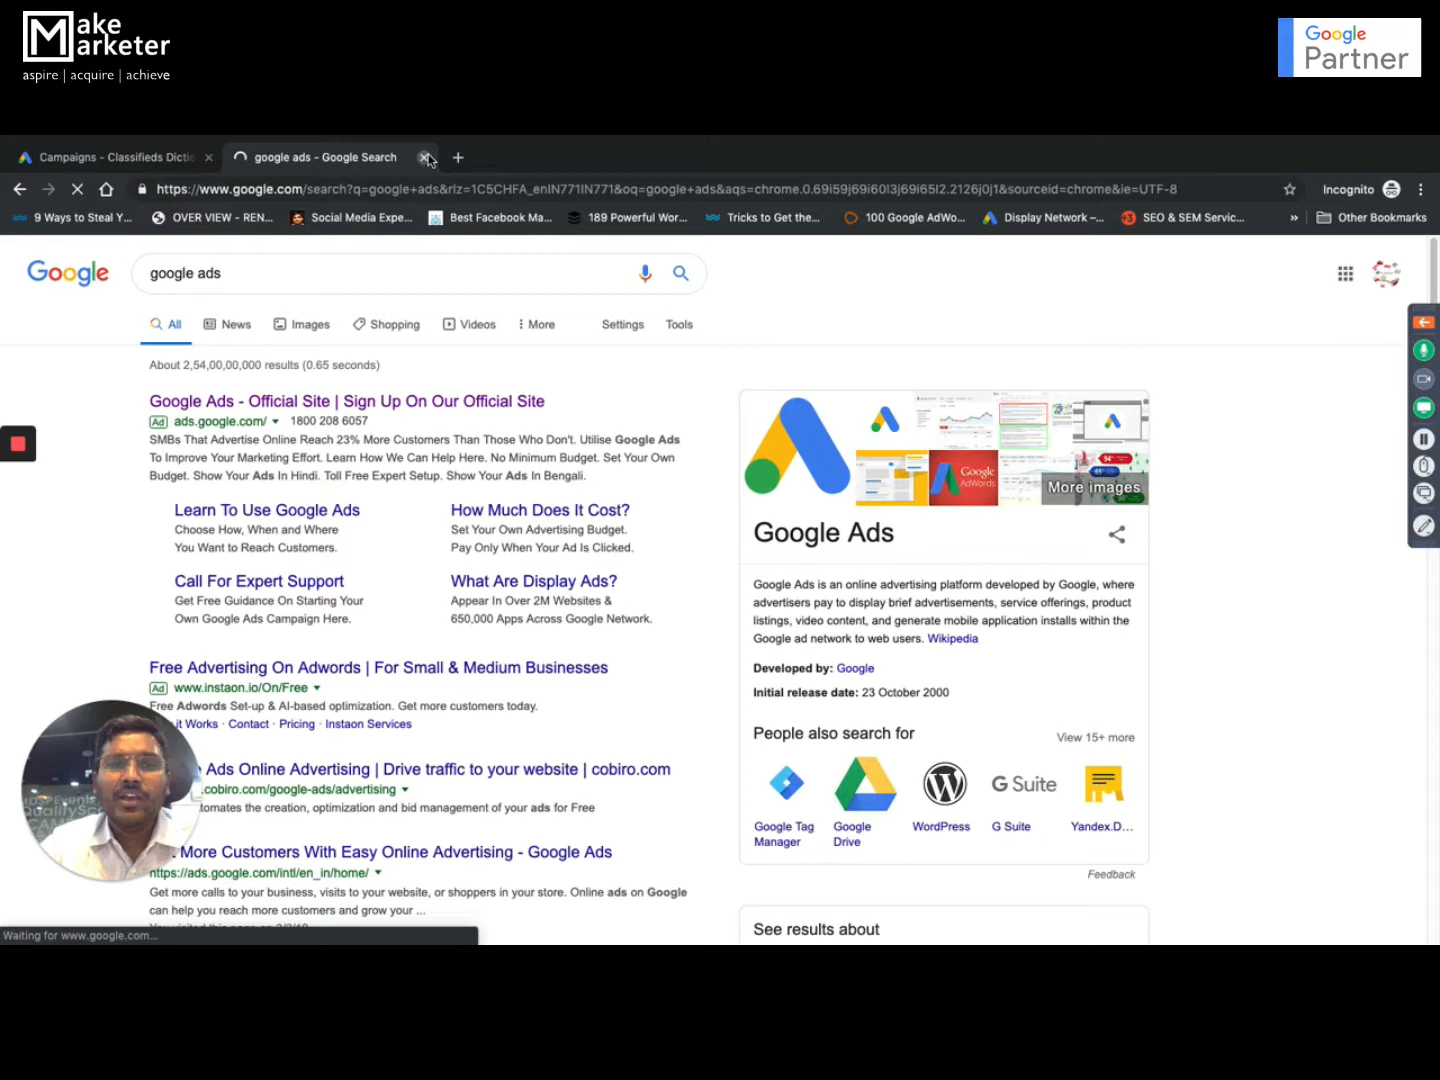 Make
Marketer
aspire | acquire | achieve
Google
Partner
Campaigns - Classifieds Dictio
google ads - Google Search
https://www.google.com/search?q=google+ads&rlz=1C5CHFA_enIN771IN771&oq=google+ads&aqs=chrome.0.69i59j69i60l3j69i65l2.2126j0j1&sourceid=chrome&ie=UTF-8
Incognito
9 Ways to Steal Y...
OVER VIEW - REN...
Social Media Expe...
Best Facebook Ma...
189 Powerful Wor...
Tricks to Get the...
100 Google AdWo...
Display Network –...
SEO & SEM Servic...
»
Other Bookmarks
Google
google ads
All
News
Images
Shopping
Videos
More
Settings
Tools
About 2,54,00,00,000 results (0.65 seconds)
Google Ads - Official Site | Sign Up On Our Official Site
Ad ads.google.com/ 1800 208 6057
SMBs That Advertise Online Reach 23% More Customers Than Those Who Don't. Utilise Google Ads
To Improve Your Marketing Effort. Learn How We Can Help Here. No Minimum Budget. Set Your Own
Budget. Show Your Ads In Hindi. Toll Free Expert Setup. Show Your Ads In Bengali.
Learn To Use Google Ads
Choose How, When and Where
You Want to Reach Customers.
How Much Does It Cost?
Set Your Own Advertising Budget.
Pay Only When Your Ad Is Clicked.
Call For Expert Support
Get Free Guidance On Starting Your
Own Google Ads Campaign Here.
What Are Display Ads?
Appear In Over 2M Websites &
650,000 Apps Across Google Network.
Free Advertising On Adwords | For Small & Medium Businesses
Ad www.instaon.io/On/Free
Free Adwords Set-up & AI-based optimization. Get more customers today.
it Works · Contact · Pricing · Instaon Services
Ads Online Advertising | Drive traffic to your website | cobiro.com
.cobiro.com/google-ads/advertising
tomates the creation, optimization and bid management of your ads for Free
More Customers With Easy Online Advertising - Google Ads
https://ads.google.com/intl/en_in/home/
Get more calls to your business, visits to your website, or shoppers in your store. Online ads on Google
can help you reach more customers and grow your ...
Google
AdWords
More images
Google Ads
Google Ads is an online advertising platform developed by Google, where
advertisers pay to display brief advertisements, service offerings, product
listings, video content, and generate mobile application installs within the
Google ad network to web users. Wikipedia
Developed by: Google
Initial release date: 23 October 2000
People also search for
View 15+ more
G Suite
Google Tag
Manager
Google
Drive
WordPress
G Suite
Yandex.D...
Feedback
See results about
Waiting for www.google.com...